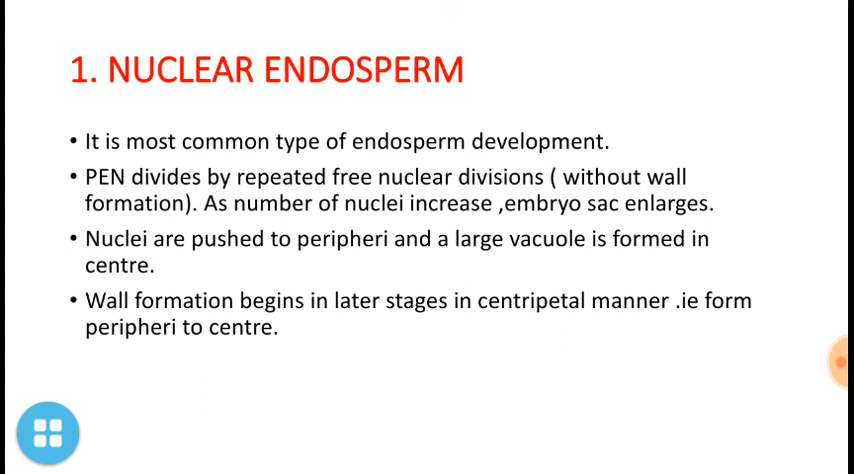 1. NUCLEAR ENDOSPERM
• It is most common type of endosperm development.
• PEN divides by repeated free nuclear divisions ( without wall
formation). As number of nuclei increase ,embryo sac enlarges.
• Nuclei are pushed to peripheri and a large vacuole is formed in
centre.
• Wall formation begins in later stages in centripetal manner .ie form
peripheri to centre.